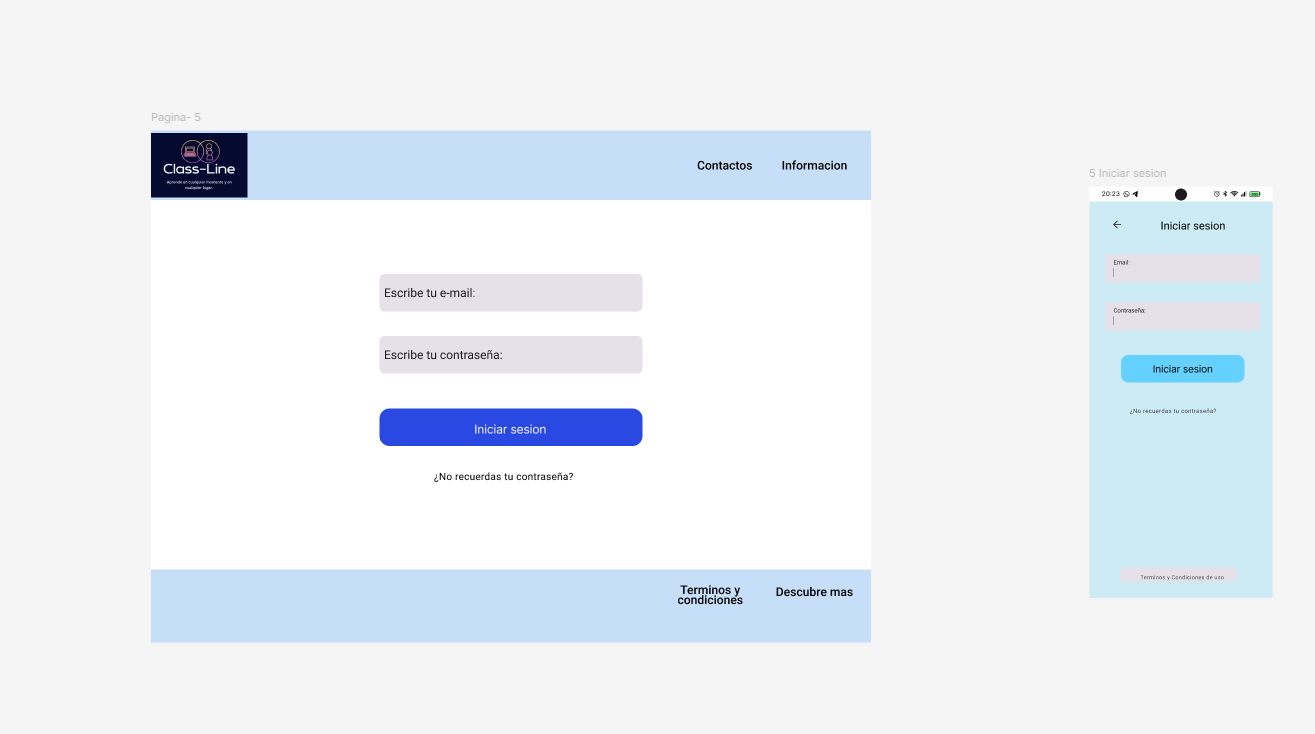 Pagina- 5
Class-Line
Aprende en cualquier momento y en
cualquier lugar.
Contactos
Informacion
Escribe tu e-mail:
Escribe tu contraseña:
Iniciar sesion
¿No recuerdas tu contraseña?
Terminos y
condiciones
Descubre mas
5 Iniciar sesion
20:23
Iniciar sesion
Email:
Contraseña:
Iniciar sesion
¿No recuerdas tu contraseña?
Terminos y Condiciones de uso